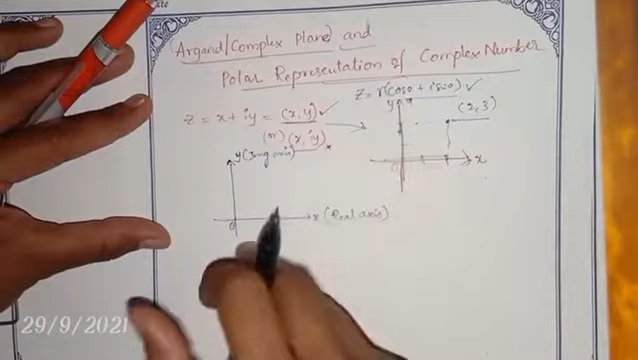 Argand/Complex Plane and
Polar Representation of Complex Number
Z = r(cosθ + i sinθ) ✓
Z = x + iy = (x, y) ✓
(or) (x, iy)
y
(2, 3)
x
y (Img axis)
0
x (Real axis)
29/9/2021